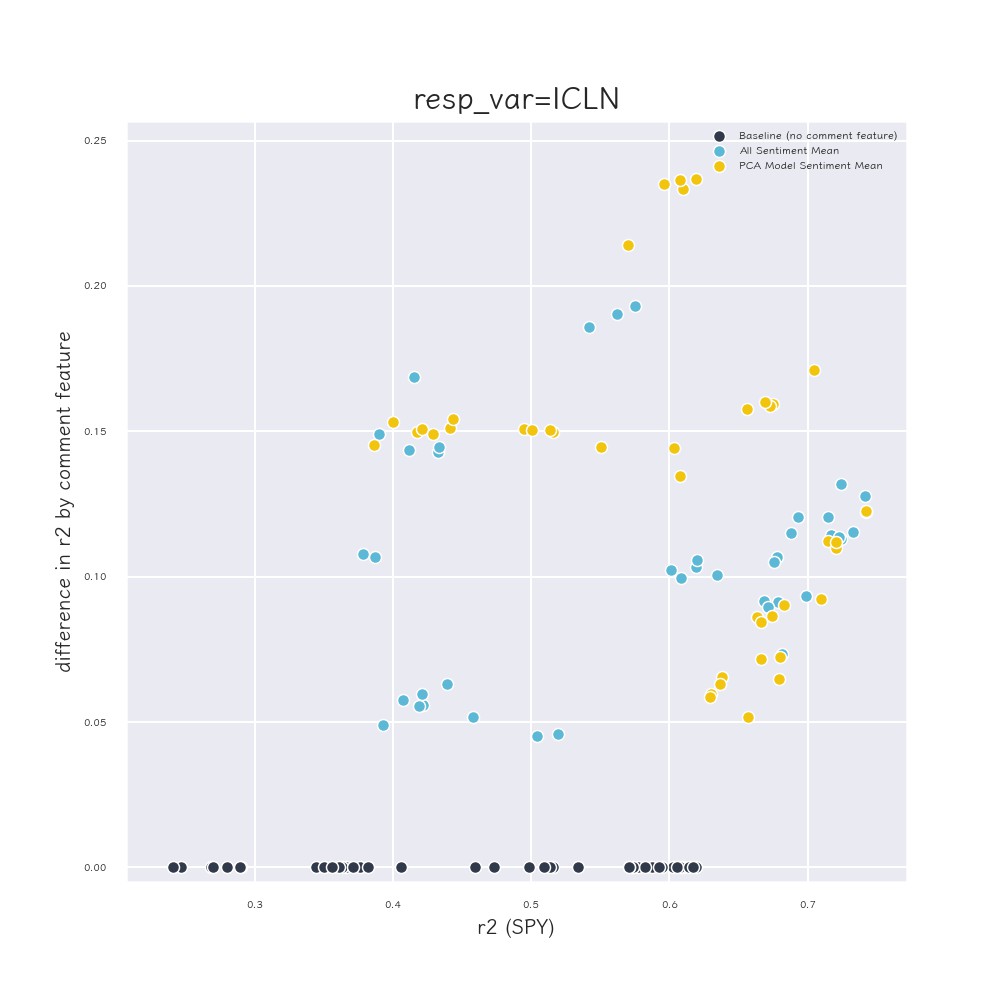 resp_var=ICLN
Baseline (no comment feature)
All Sentiment Mean
PCA Model Sentiment Mean
difference in r2 by comment feature
0.25
0.20
0.15
0.10
0.05
0.00
0.3 0.4 0.5 0.6 0.7
r2 (SPY)